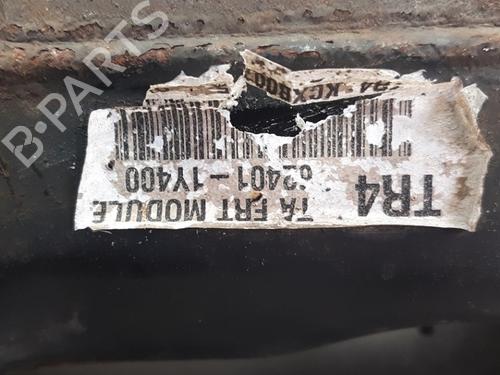 TA FRT MODULE
62401-1Y400
TR4
B-PARTS